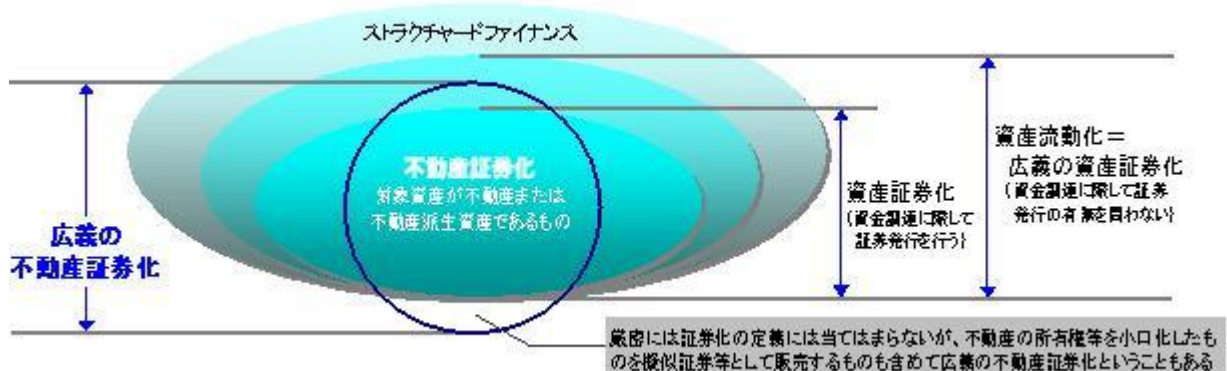 ストラクチャードファイナンス
不動産証券化
対象資産が不動産または
不動産派生資産であるもの
広義の
不動産証券化
資産証券化
(資金調達に際して
証券発行を行う)
資産流動化＝
広義の資産証券化
(資金調達に際して証券
発行の有無を問わない)
厳密には証券化の定義には当てはまらないが、不動産の所有権等を小口化したも
のを擬似証券等として販売するものも含めて広義の不動産証券化ということもある